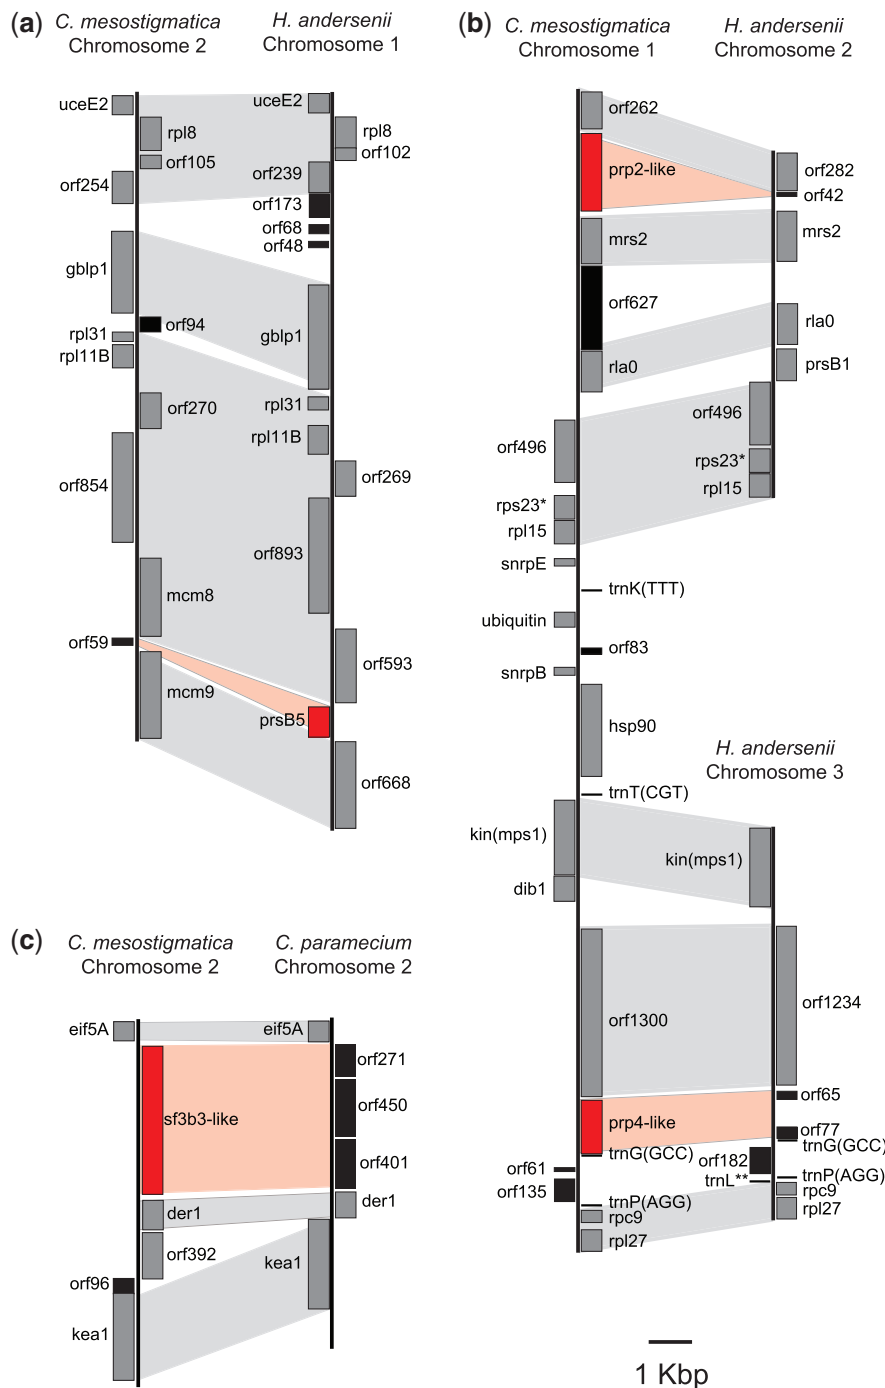 (a)
C. mesostigmatica
Chromosome 2
H. andersenii
Chromosome 1
uceE2
rpl8
orf105
orf254
gblp1
orf94
rpl31
rpl11B
orf270
orf854
mcm8
orf59
mcm9
uceE2
rpl8
orf102
orf239
orf173
orf68
orf48
gblp1
rpl31
rpl11B
orf269
orf893
orf593
prsB5
orf668
(b)
C. mesostigmatica
Chromosome 1
H. andersenii
Chromosome 2
orf262
prp2-like
mrs2
orf627
rla0
orf496
rps23*
rpl15
snrpE
trnK(TTT)
ubiquitin
orf83
snrpB
hsp90
trnT(CGT)
kin(mps1)
dib1
orf1300
prp4-like
trnG(GCC)
orf61
orf135
trnP(AGG)
rpc9
rpl27
orf282
orf42
mrs2
rla0
prsB1
orf496
rps23*
rpl15
H. andersenii
Chromosome 3
kin(mps1)
orf1234
orf65
orf77
trnG(GCC)
orf182
trnP(AGG)
trnL**
rpc9
rpl27
(c)
C. mesostigmatica
Chromosome 2
C. paramecium
Chromosome 2
eif5A
sf3b3-like
der1
orf392
orf96
kea1
eif5A
orf271
orf450
orf401
der1
kea1
1 Kbp